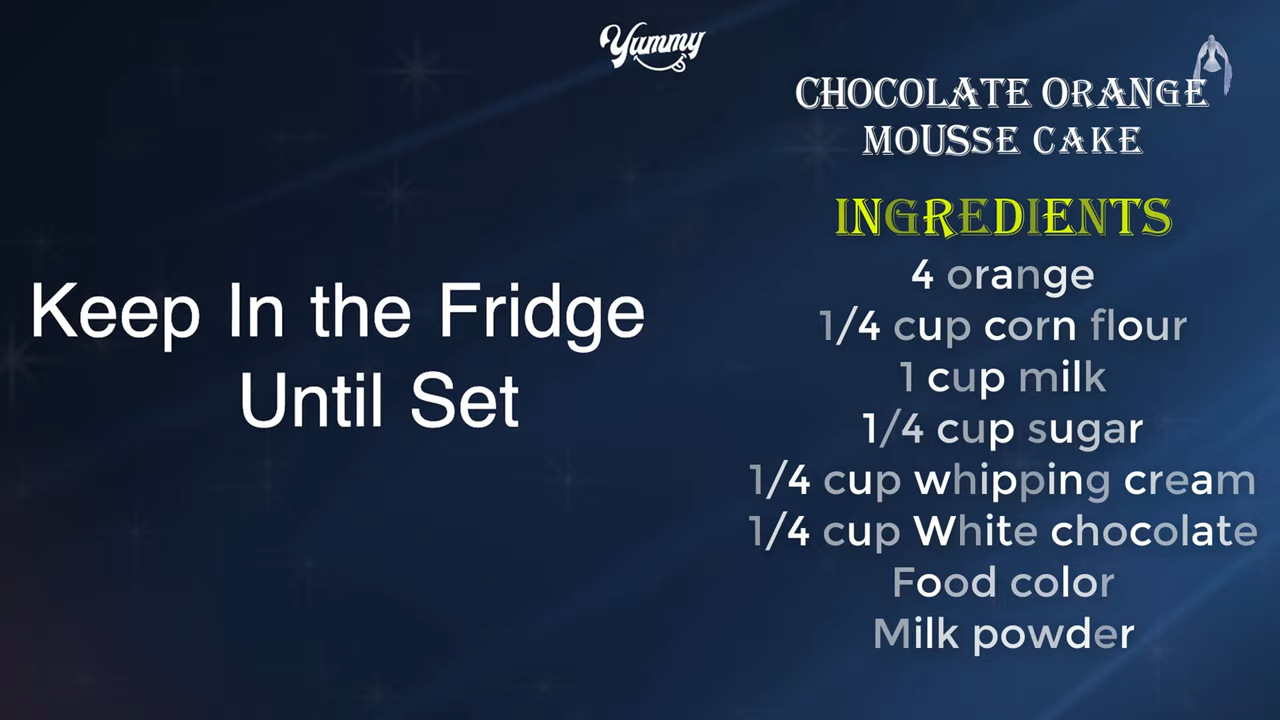 Yummy
CHOCOLATE ORANGE
MOUSSE CAKE
INGREDIENTS
4 orange
1/4 cup corn flour
1 cup milk
1/4 cup sugar
1/4 cup whipping cream
1/4 cup White chocolate
Food color
Milk powder
Keep In the Fridge
Until Set